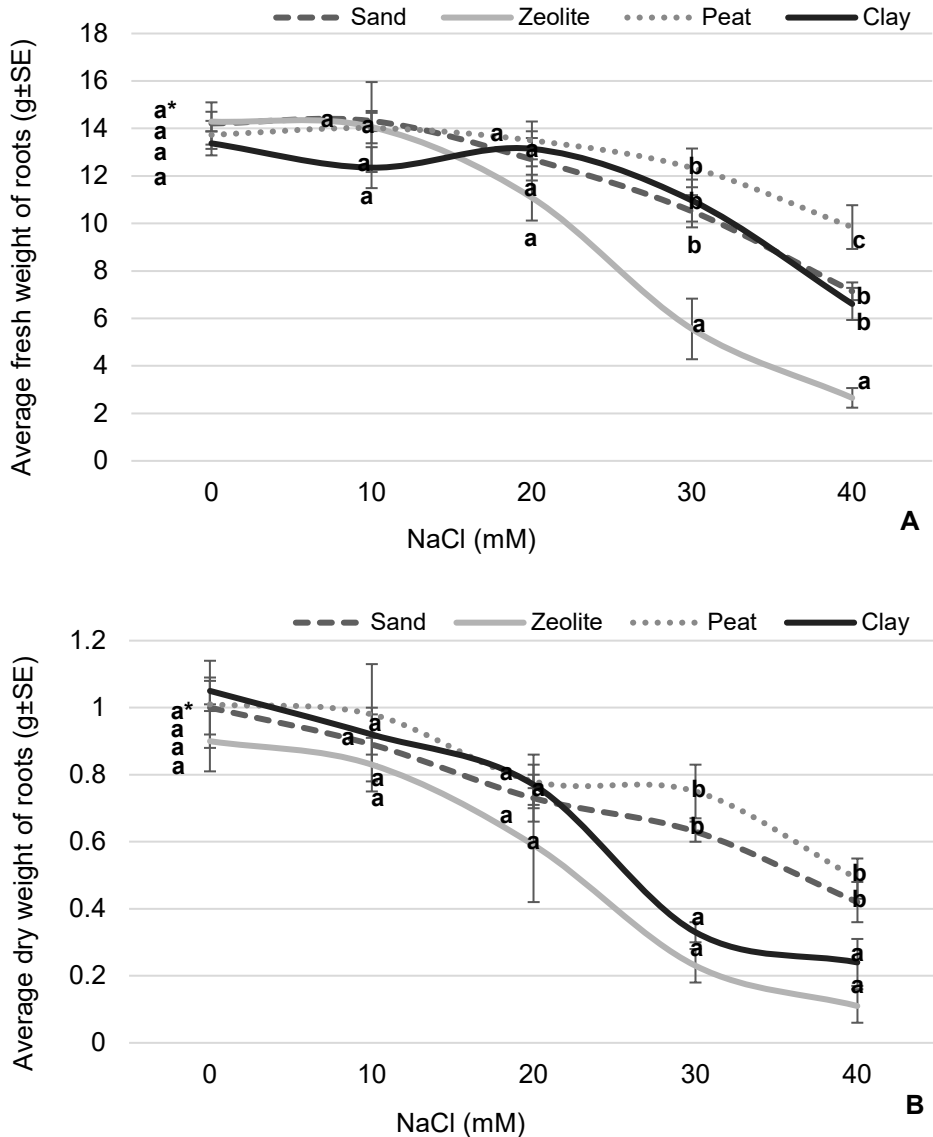 Sand Zeolite Peat Clay
Average fresh weight of roots (g±SE)
18
16
14
12
10
8
6
4
2
0
a*
a
a
a
a
a
a
a
a
a
a
a
b
b
b
a
c
b
b
a
0 10 20 30 40
NaCl (mM)
A
Sand Zeolite Peat Clay
Average dry weight of roots (g±SE)
1.2
1
0.8
0.6
0.4
0.2
0
a*
a
a
a
a
a
a
a
a
a
a
a
b
b
a
a
b
b
a
a
0 10 20 30 40
NaCl (mM)
B